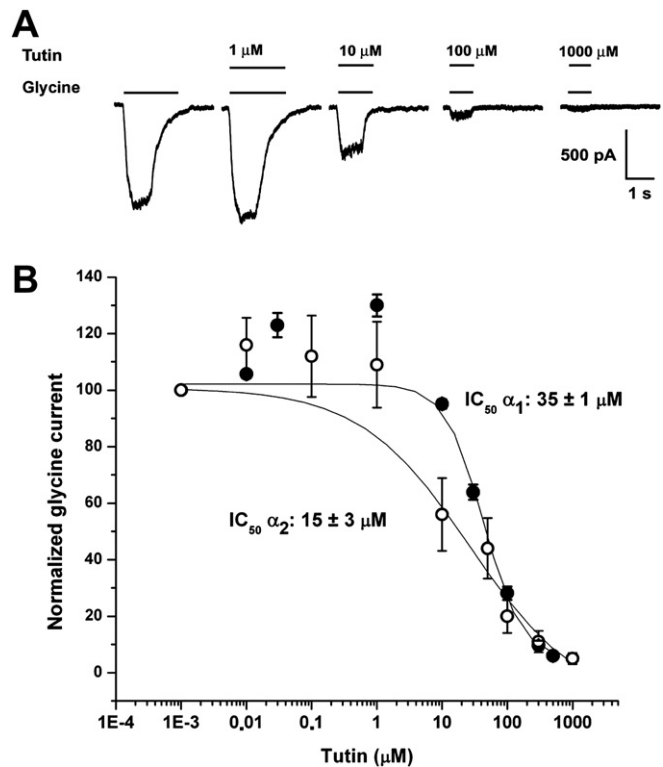 A
Tutin 1 μM 10 μM 100 μM 1000 μM
Glycine
500 pA
1 s
B
140
120
100
80
60
40
20
0
Normalized glycine current
IC50 α1: 35 ± 1 μM
IC50 α2: 15 ± 3 μM
1E-4 1E-3 0.01 0.1 1 10 100 1000
Tutin (μM)